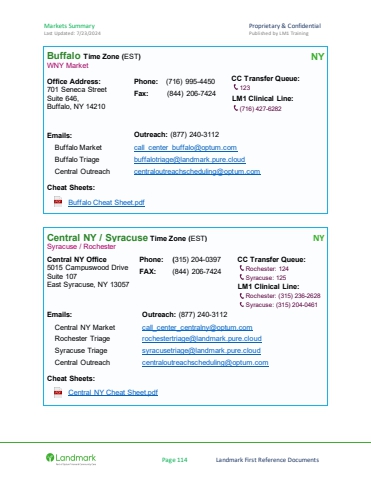 Markets Summary
Proprietary & Confidential
Last Updated: 7/23/2024
Published by LM1 Training
Buffalo Time Zone (EST)
NY
WNY Market
Office Address:
701 Seneca Street
Suite 646,
Buffalo, NY 14210
Phone: (716) 995-4450
Fax: (844) 206-7424
CC Transfer Queue:
123
LM1 Clinical Line:
(716) 427-6282
Emails:
Outreach: (877) 240-3112
Buffalo Market call_center_buffalo@optum.com
Buffalo Triage buffalotriage@landmark.pure.cloud
Central Outreach centraloutreachscheduling@optum.com
Cheat Sheets:
Buffalo Cheat Sheet.pdf
Central NY / Syracuse Time Zone (EST)
NY
Syracuse / Rochester
Central NY Office
5015 Campuswood Drive
Suite 107
East Syracuse, NY 13057
Phone: (315) 204-0397
FAX: (844) 206-7424
CC Transfer Queue:
Rochester: 124
Syracuse: 125
LM1 Clinical Line:
Rochester: (315) 236-2628
Syracuse: (315) 204-0461
Emails:
Outreach: (877) 240-3112
Central NY Market call_center_centralny@optum.com
Rochester Triage rochestertriage@landmark.pure.cloud
Syracuse Triage syracusetriage@landmark.pure.cloud
Central Outreach centraloutreachscheduling@optum.com
Cheat Sheets:
Central NY Cheat Sheet.pdf
Landmark
Page 114
Landmark First Reference Documents